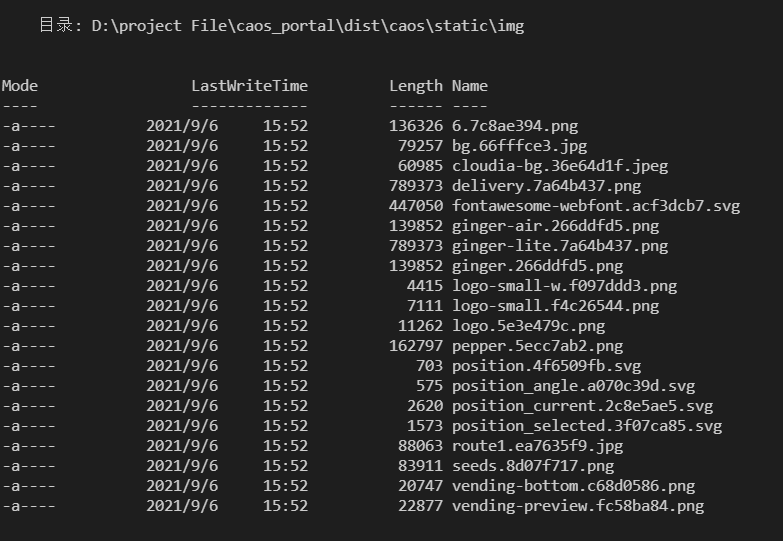 目录: D:\project File\caos_portal\dist\caos\static\img
Mode                 LastWriteTime         Length Name
----                 -------------         ------ ----
-a----          2021/9/6     15:52         136326 6.7c8ae394.png
-a----          2021/9/6     15:52          79257 bg.66fffce3.jpg
-a----          2021/9/6     15:52          60985 cloudia-bg.36e64d1f.jpeg
-a----          2021/9/6     15:52         789373 delivery.7a64b437.png
-a----          2021/9/6     15:52         447050 fontawesome-webfont.acf3dcb7.svg
-a----          2021/9/6     15:52         139852 ginger-air.266ddfd5.png
-a----          2021/9/6     15:52         789373 ginger-lite.7a64b437.png
-a----          2021/9/6     15:52         139852 ginger.266ddfd5.png
-a----          2021/9/6     15:52           4415 logo-small-w.f097ddd3.png
-a----          2021/9/6     15:52           7111 logo-small.f4c26544.png
-a----          2021/9/6     15:52          11262 logo.5e3e479c.png
-a----          2021/9/6     15:52         162797 pepper.5ecc7ab2.png
-a----          2021/9/6     15:52            703 position.4f6509fb.svg
-a----          2021/9/6     15:52            575 position_angle.a070c39d.svg
-a----          2021/9/6     15:52           2620 position_current.2c8e5ae5.svg
-a----          2021/9/6     15:52           1573 position_selected.3f07ca85.svg
-a----          2021/9/6     15:52          88063 route1.ea7635f9.jpg
-a----          2021/9/6     15:52          83911 seeds.8d07f717.png
-a----          2021/9/6     15:52          20747 vending-bottom.c68d0586.png
-a----          2021/9/6     15:52          22877 vending-preview.fc58ba84.png